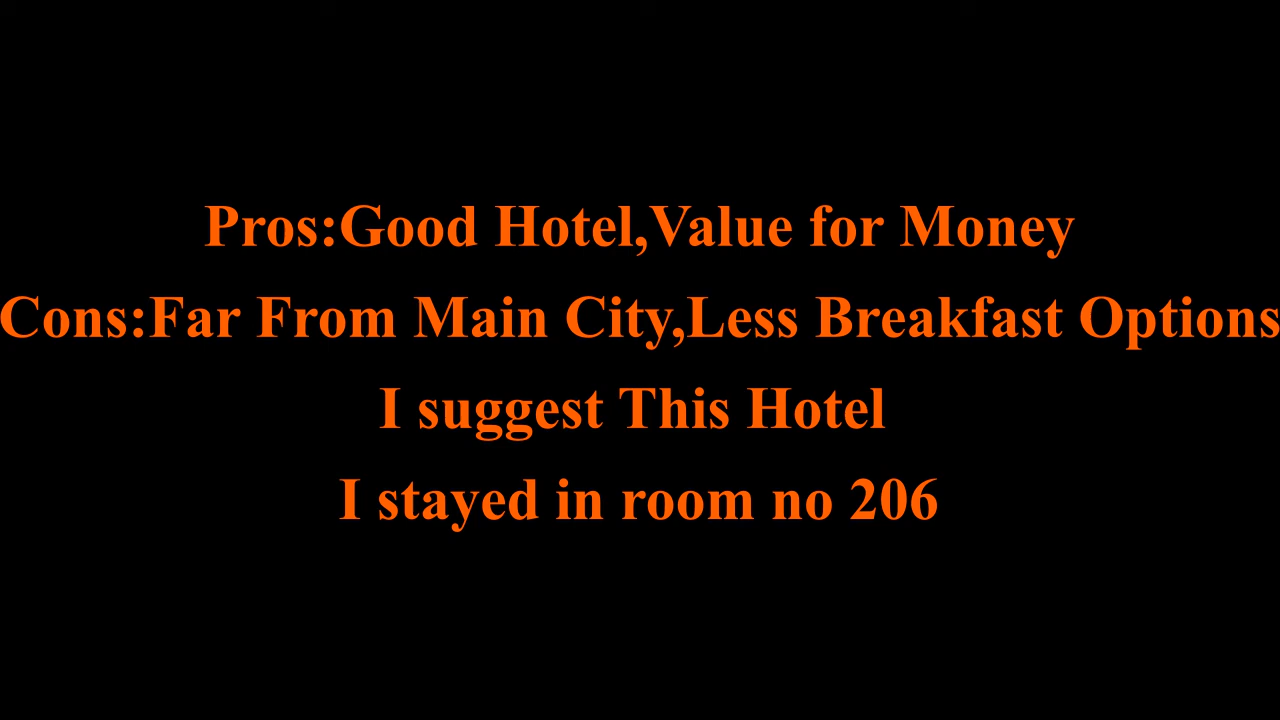 Pros:Good Hotel,Value for Money
Cons:Far From Main City,Less Breakfast Options
I suggest This Hotel
I stayed in room no 206